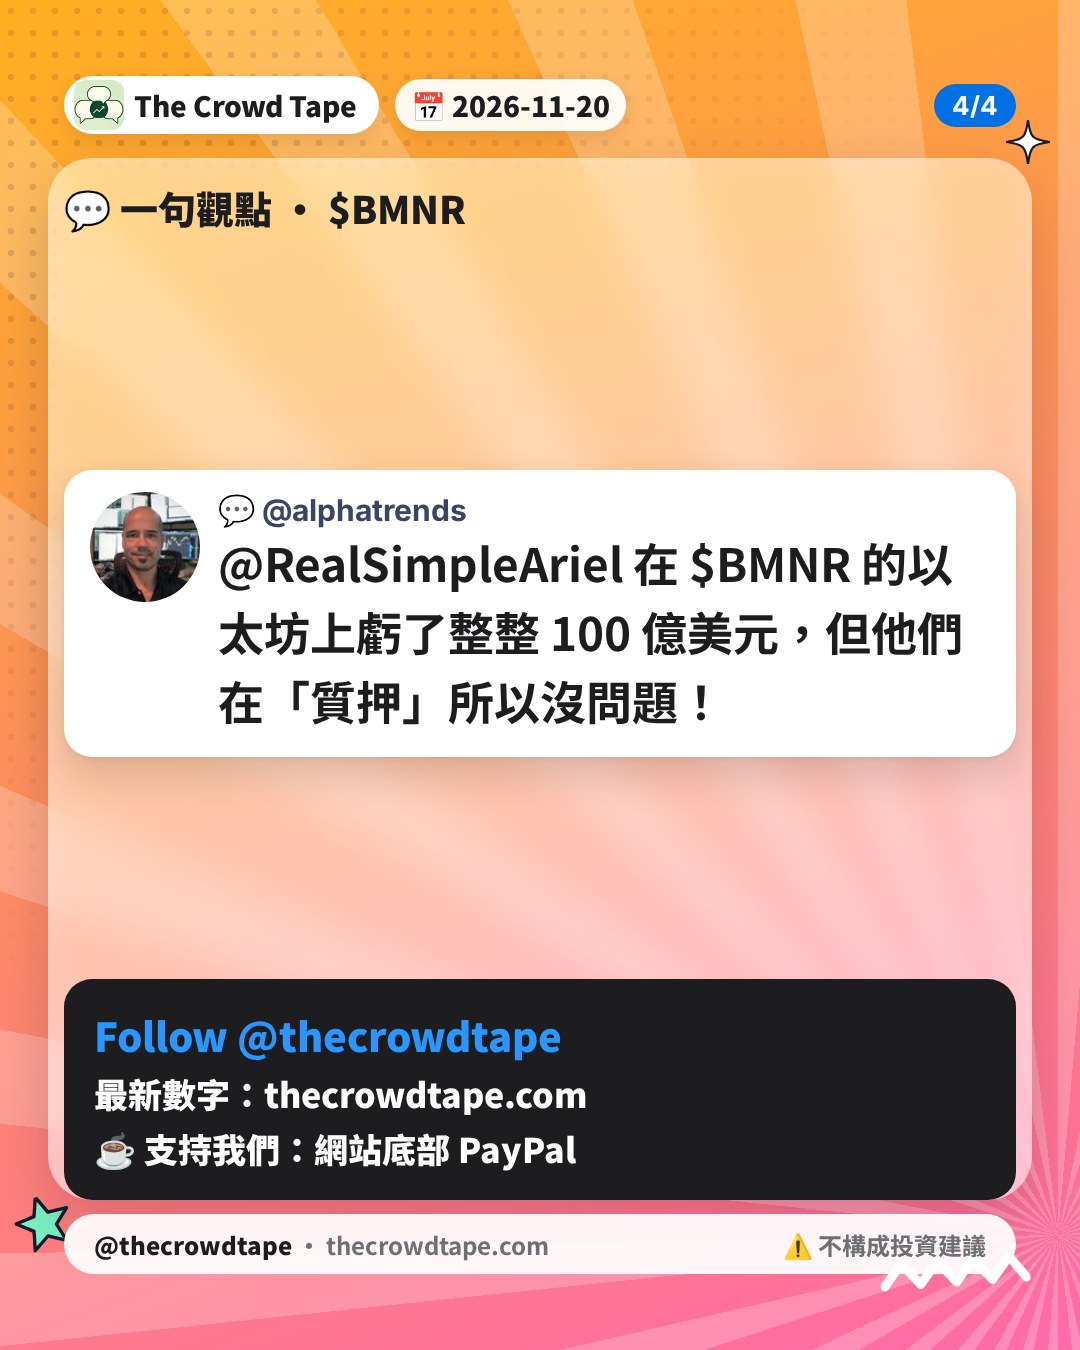 The Crowd Tape
📅 2026-11-20
4/4
💬 一句觀點 · $BMNR
💬 @alphatrends
@RealSimpleAriel 在 $BMNR 的以
太坊上虧了整整 100 億美元，但他們
在「質押」所以沒問題！
Follow @thecrowdtape
最新數字：thecrowdtape.com
☕ 支持我們：網站底部 PayPal
@thecrowdtape · thecrowdtape.com
⚠️ 不構成投資建議